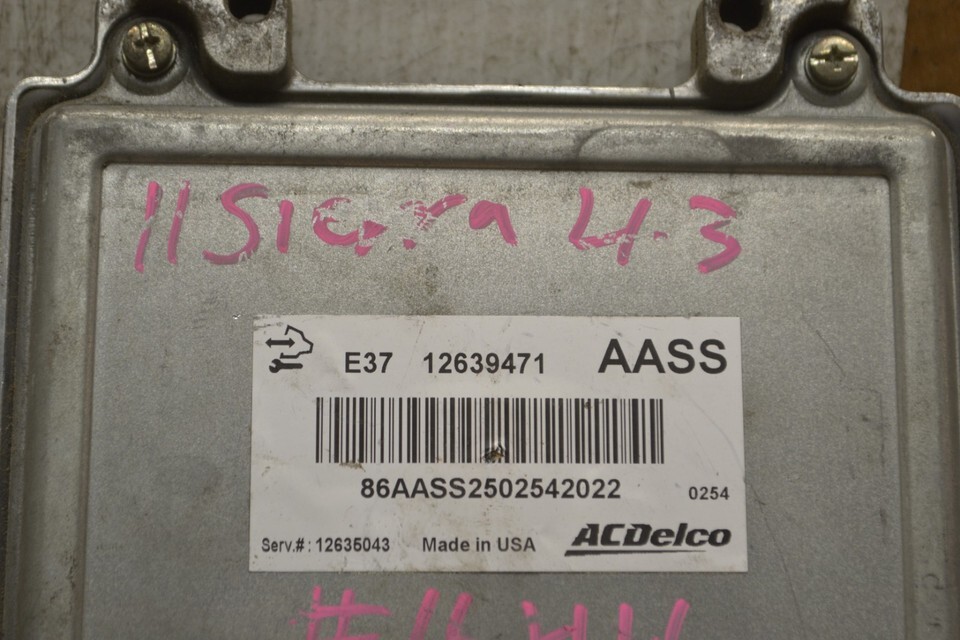 11 Sierra 4.3
E37 12639471 AASS
86AASS2502542022 0254
Serv.#: 12635043 Made in USA ACDelco